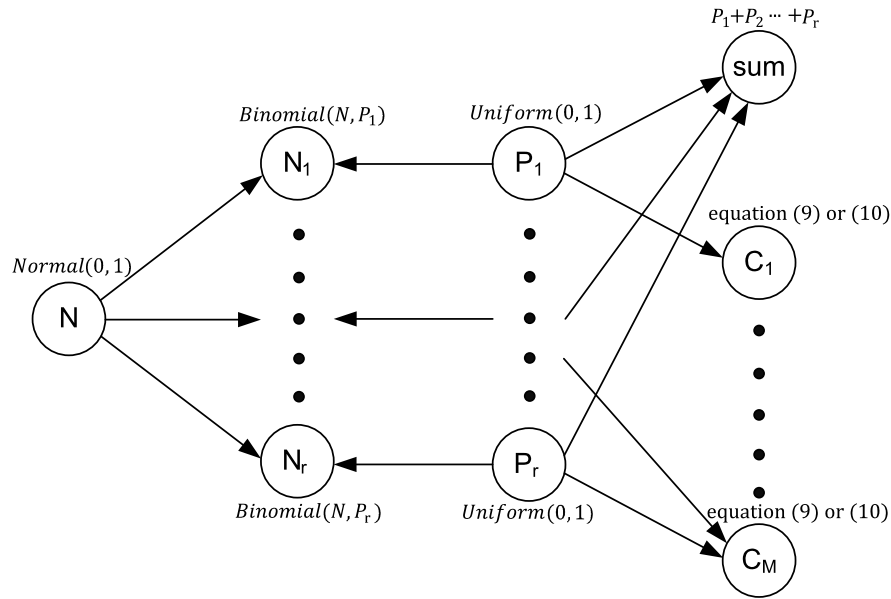 P₁+P₂ ⋯ +Pᵣ
sum
Binomial(N, P₁)
Uniform(0, 1)
N₁
P₁
equation (9) or (10)
C₁
Normal(0, 1)
N
Nᵣ
Pᵣ
Binomial(N, Pᵣ)
Uniform(0, 1)
equation (9) or (10)
C_M